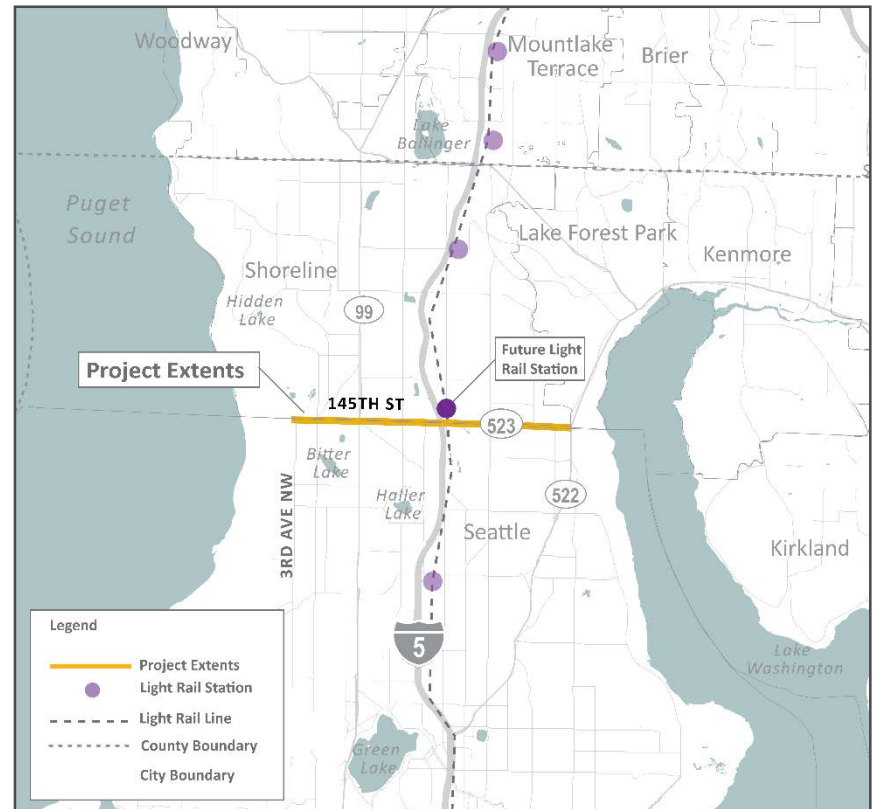 Woodway
Mountlake
Terrace
Brier
Lake
Ballinger
Puget
Sound
S
Lake Forest Park
Kenmore
Shoreline
Hidden
Lake
99
Future Light
Rail Station
Project Extents
145TH ST
523
Bitter
Lake
3RD AVE NW
Haller
Lake
522
Seattle
Kirkland
5
Lake
Washington
Green
Lake
Legend
Project Extents
Light Rail Station
Light Rail Line
County Boundary
City Boundary